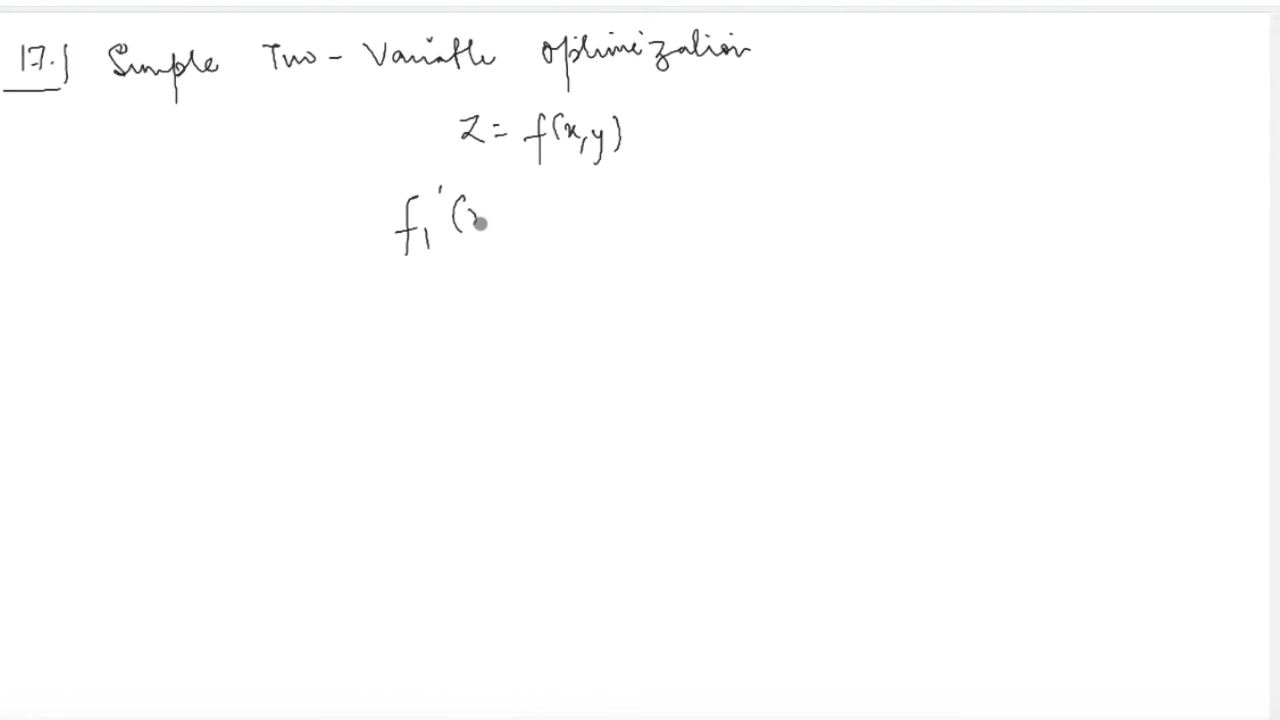 17.1 Simple Two-Variable Optimization
z = f(x,y)
f₁'(x